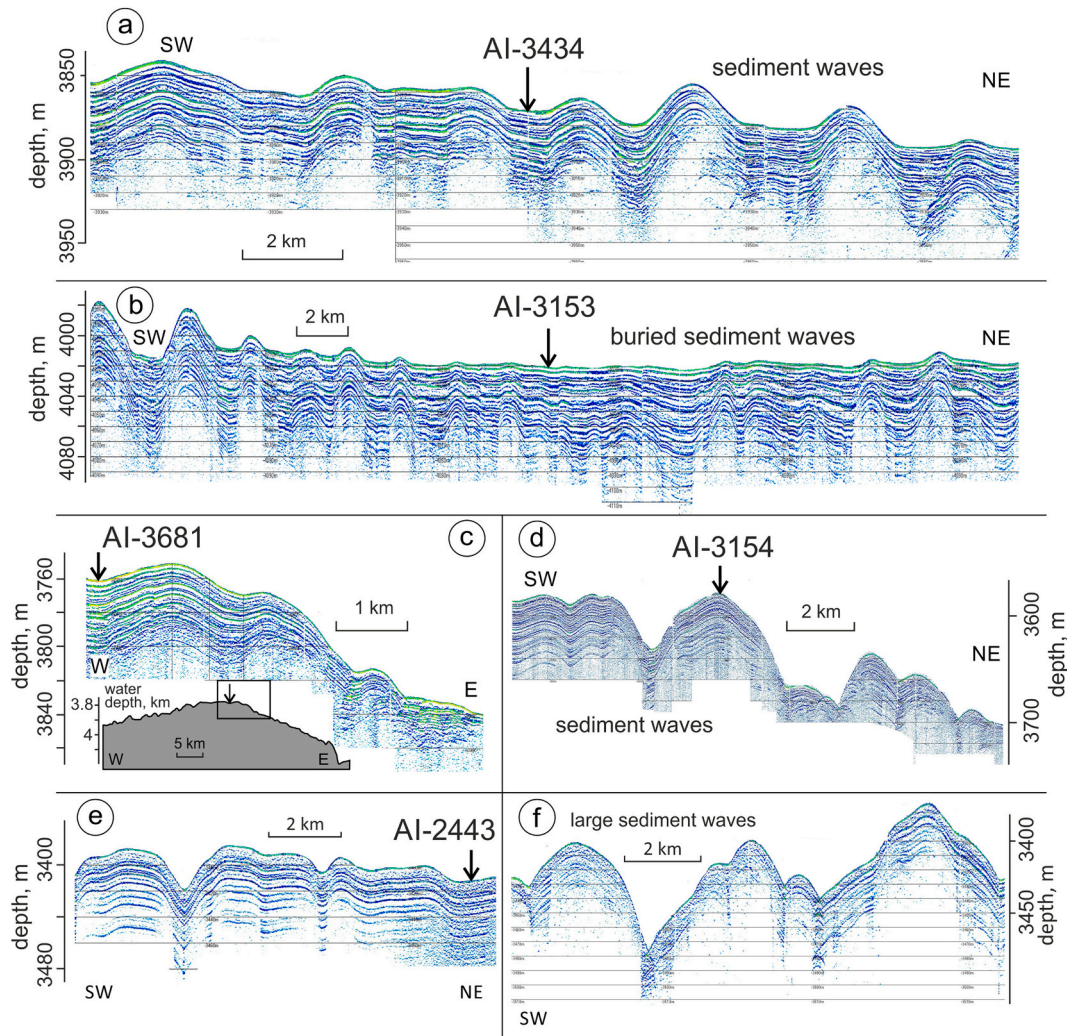 a
SW
AI-3434
sediment waves
NE
depth, m
3850
3900
3950
2 km
b
SW
2 km
AI-3153
buried sediment waves
NE
depth, m
4000
4040
4080
AI-3681
c
depth, m
3760
3800
3840
1 km
W
E
water
depth, km
3.8
4
5 km
W
E
d
SW
AI-3154
2 km
NE
sediment waves
depth, m
3600
3700
e
2 km
AI-2443
depth, m
3400
3480
SW
NE
f
large sediment waves
2 km
depth, m
3400
3450
SW